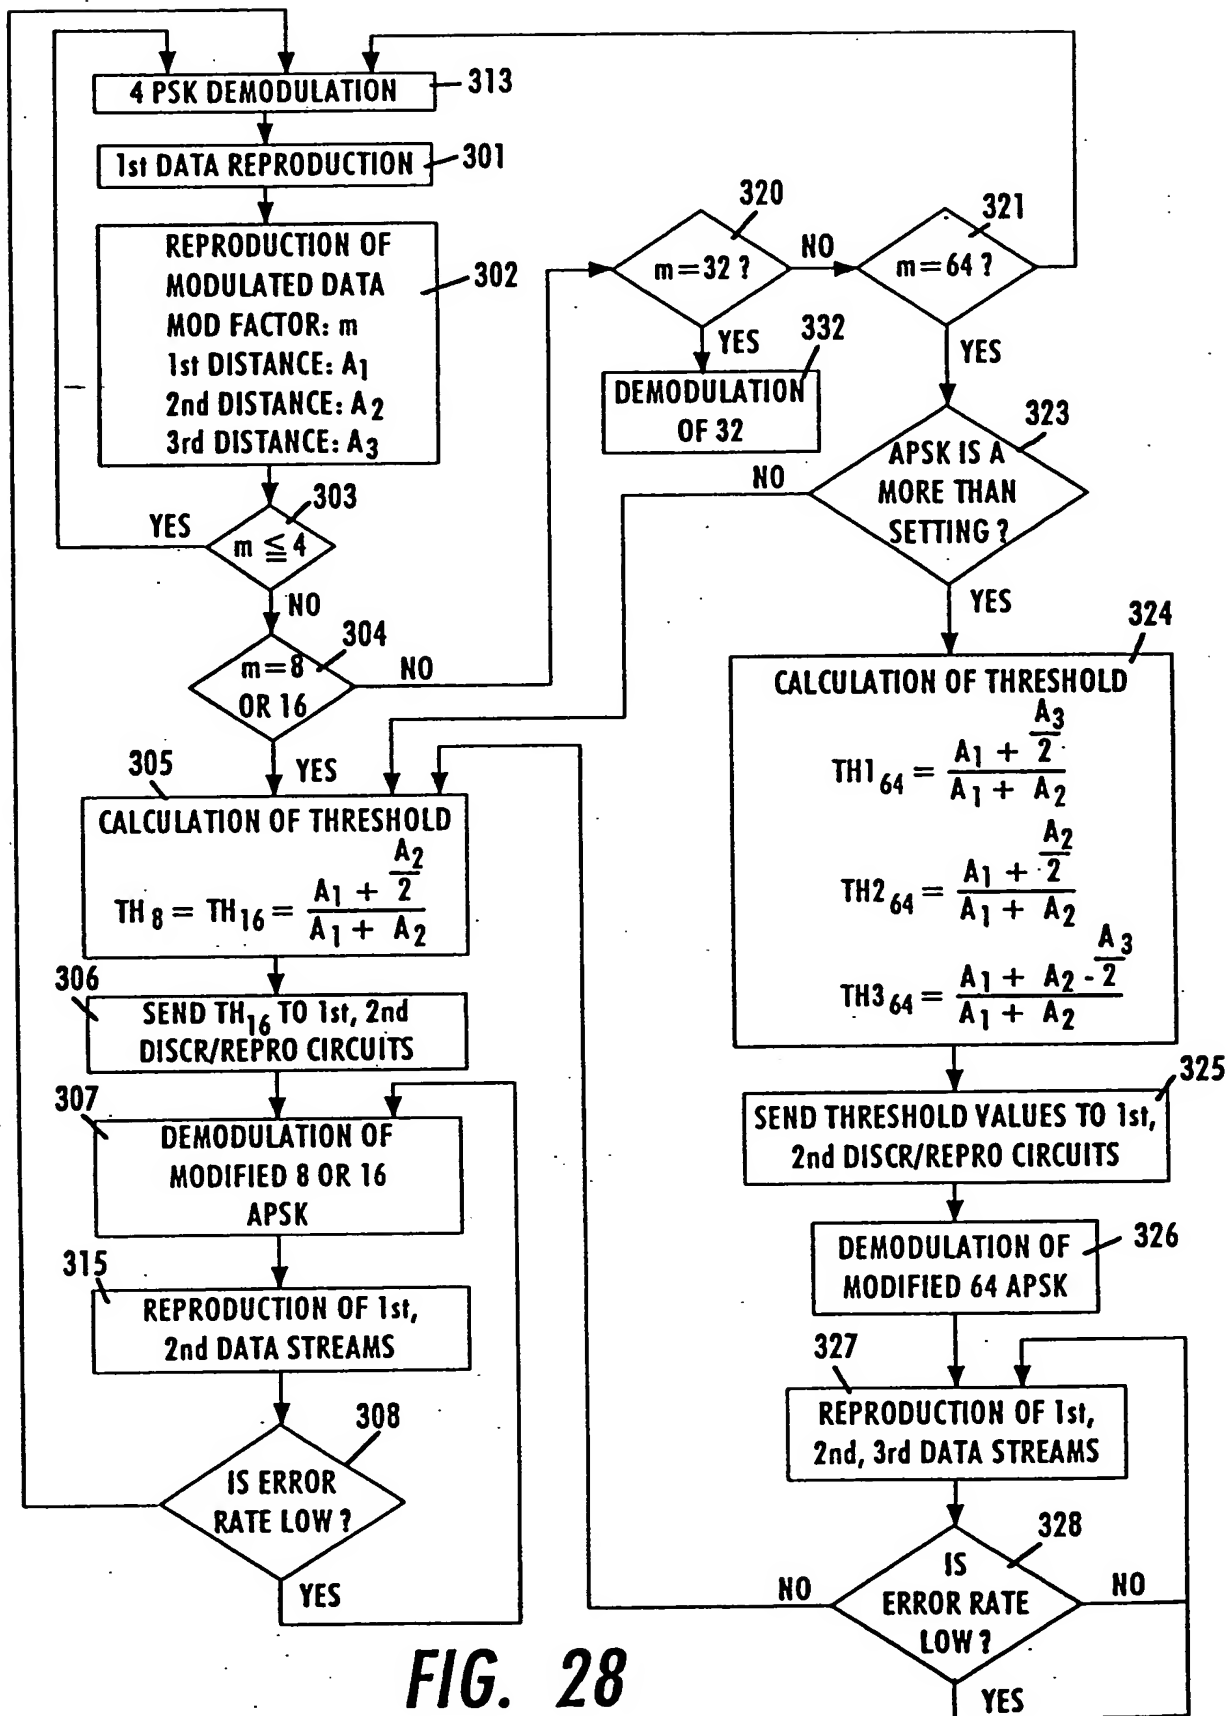 4 PSK DEMODULATION
313
1st DATA REPRODUCTION
301
REPRODUCTION OF
MODULATED DATA
MOD FACTOR: m
1st DISTANCE: A1
2nd DISTANCE: A2
3rd DISTANCE: A3
302
303
YES
m ≦ 4
NO
304
m=8
OR 16
NO
YES
305
CALCULATION OF THRESHOLD
TH8 = TH16 = (A1 + A2/2) / (A1 + A2)
306
SEND TH16 TO 1st, 2nd
DISCR/REPRO CIRCUITS
307
DEMODULATION OF
MODIFIED 8 OR 16
APSK
315
REPRODUCTION OF 1st,
2nd DATA STREAMS
308
IS ERROR
RATE LOW ?
YES
320
m=32 ?
NO
YES
332
DEMODULATION
OF 32
321
m=64 ?
YES
323
APSK IS A
MORE THAN
SETTING ?
NO
YES
324
CALCULATION OF THRESHOLD
TH1 64 = (A1 + A3/2) / (A1 + A2)
TH2 64 = (A1 + A2/2) / (A1 + A2)
TH3 64 = (A1 + A2 - A3/2) / (A1 + A2)
325
SEND THRESHOLD VALUES TO 1st,
2nd DISCR/REPRO CIRCUITS
326
DEMODULATION OF
MODIFIED 64 APSK
327
REPRODUCTION OF 1st,
2nd, 3rd DATA STREAMS
328
IS
ERROR RATE
LOW ?
NO
NO
YES
FIG. 28